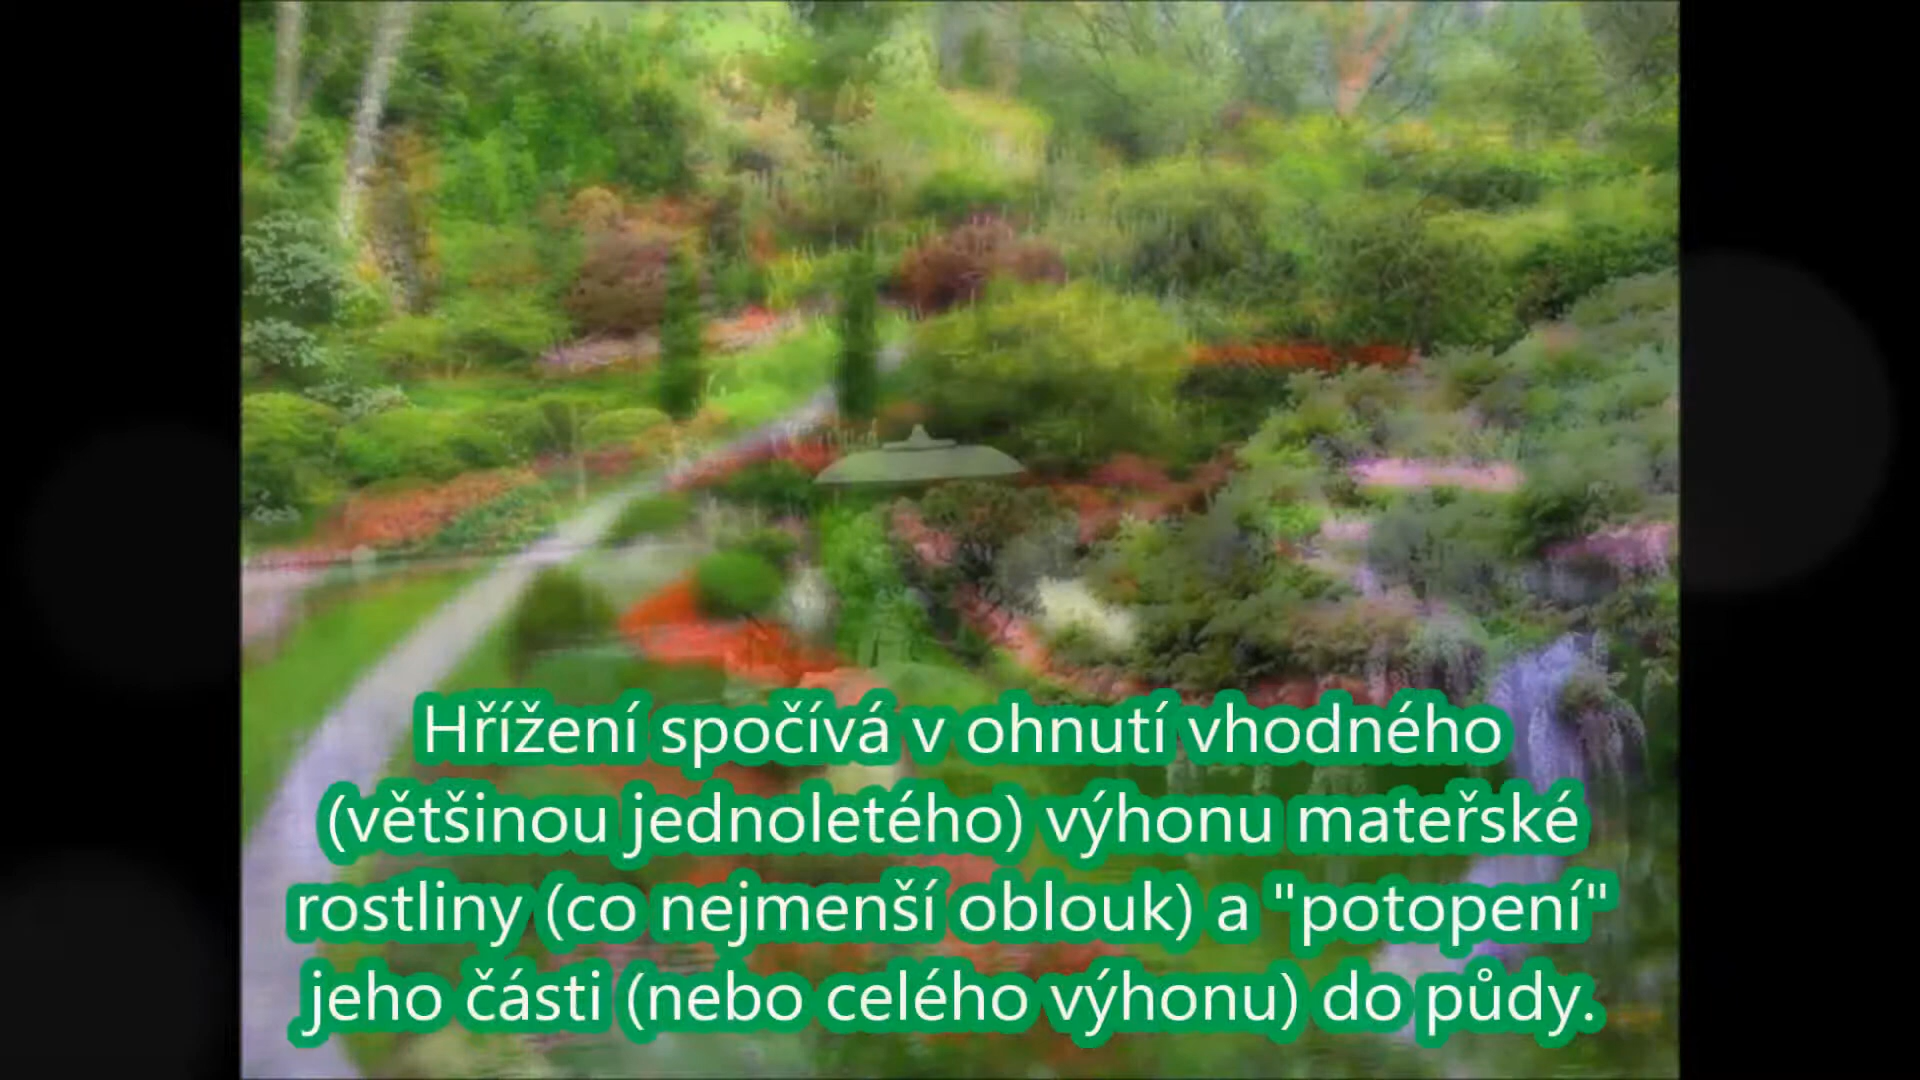 Hřížení spočívá v ohnutí vhodného
(většinou jednoletého) výhonu mateřské
rostliny (co nejmenší oblouk) a "potopení"
jeho části (nebo celého výhonu) do půdy.